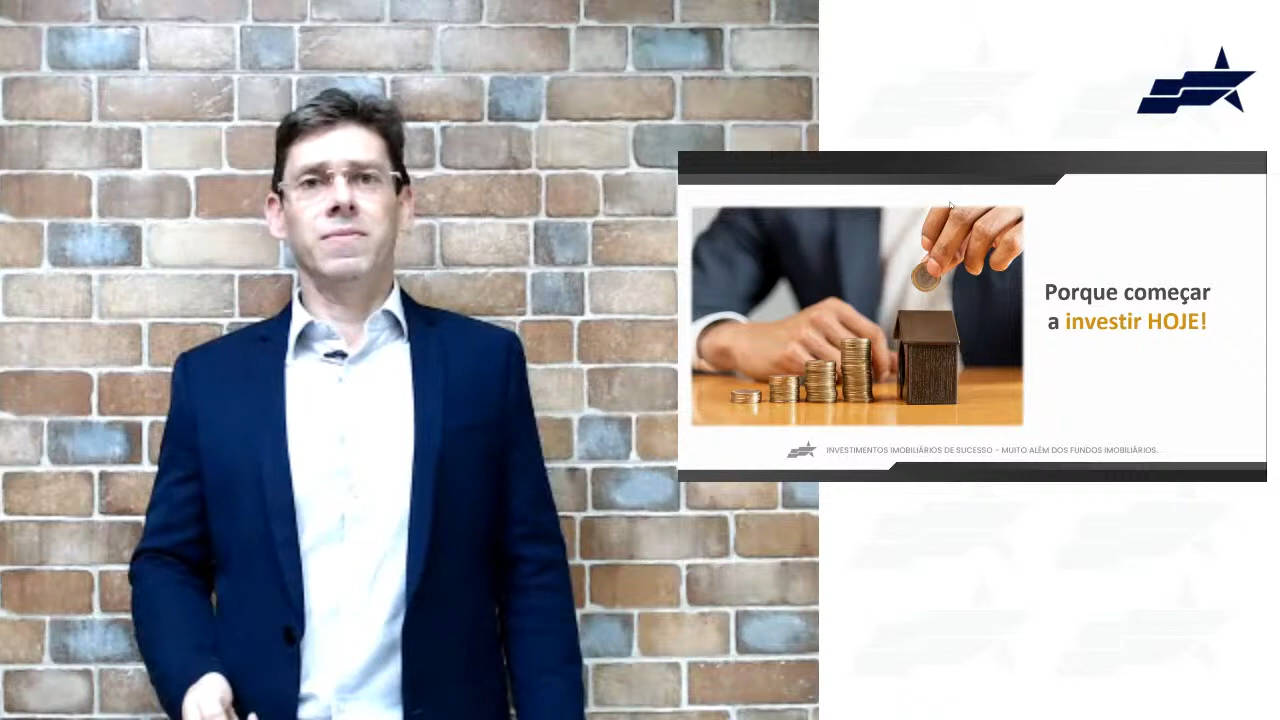 Porque começar
a investir HOJE!
INVESTIMENTOS IMOBILIÁRIOS DE SUCESSO - MUITO ALÉM DOS FUNDOS IMOBILIÁRIOS.